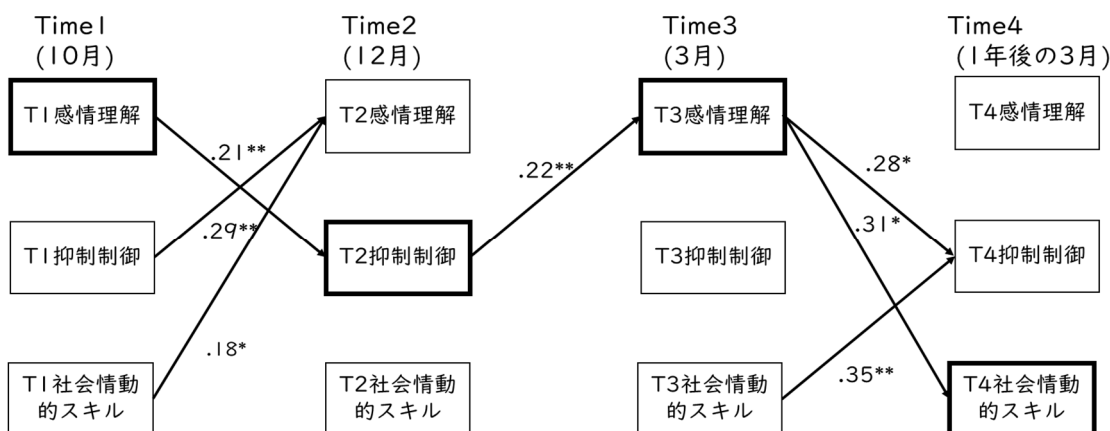 Time1
(10月)
Time2
(12月)
Time3
(3月)
Time4
(1年後の3月)
T1感情理解
T2感情理解
T3感情理解
T4感情理解
.21**
.22**
.28*
.29**
.31*
T1抑制制御
T2抑制制御
T3抑制制御
T4抑制制御
.18*
.35**
T1社会情動
的スキル
T2社会情動
的スキル
T3社会情動
的スキル
T4社会情動
的スキル